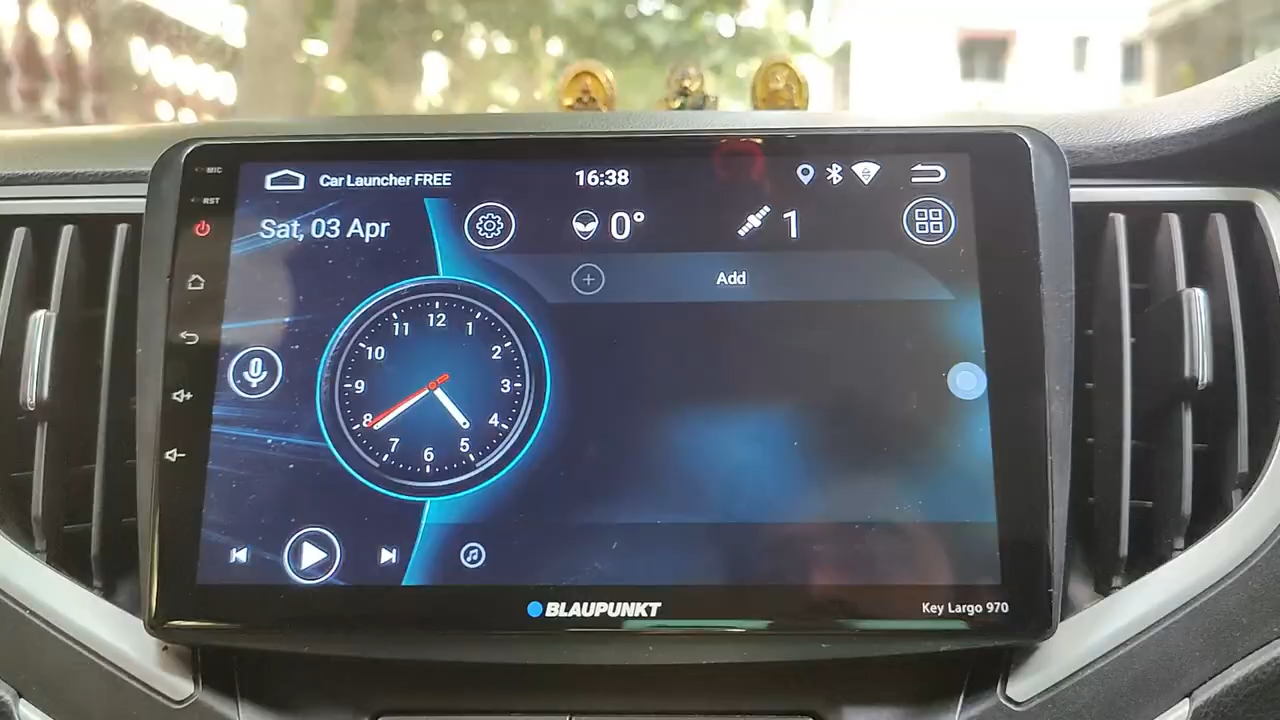 MIC
RST
Car Launcher FREE
16:38
Sat, 03 Apr
0°
1
Add
12
1
2
3
4
5
6
7
8
9
10
11
BLAUPUNKT
Key Largo 970